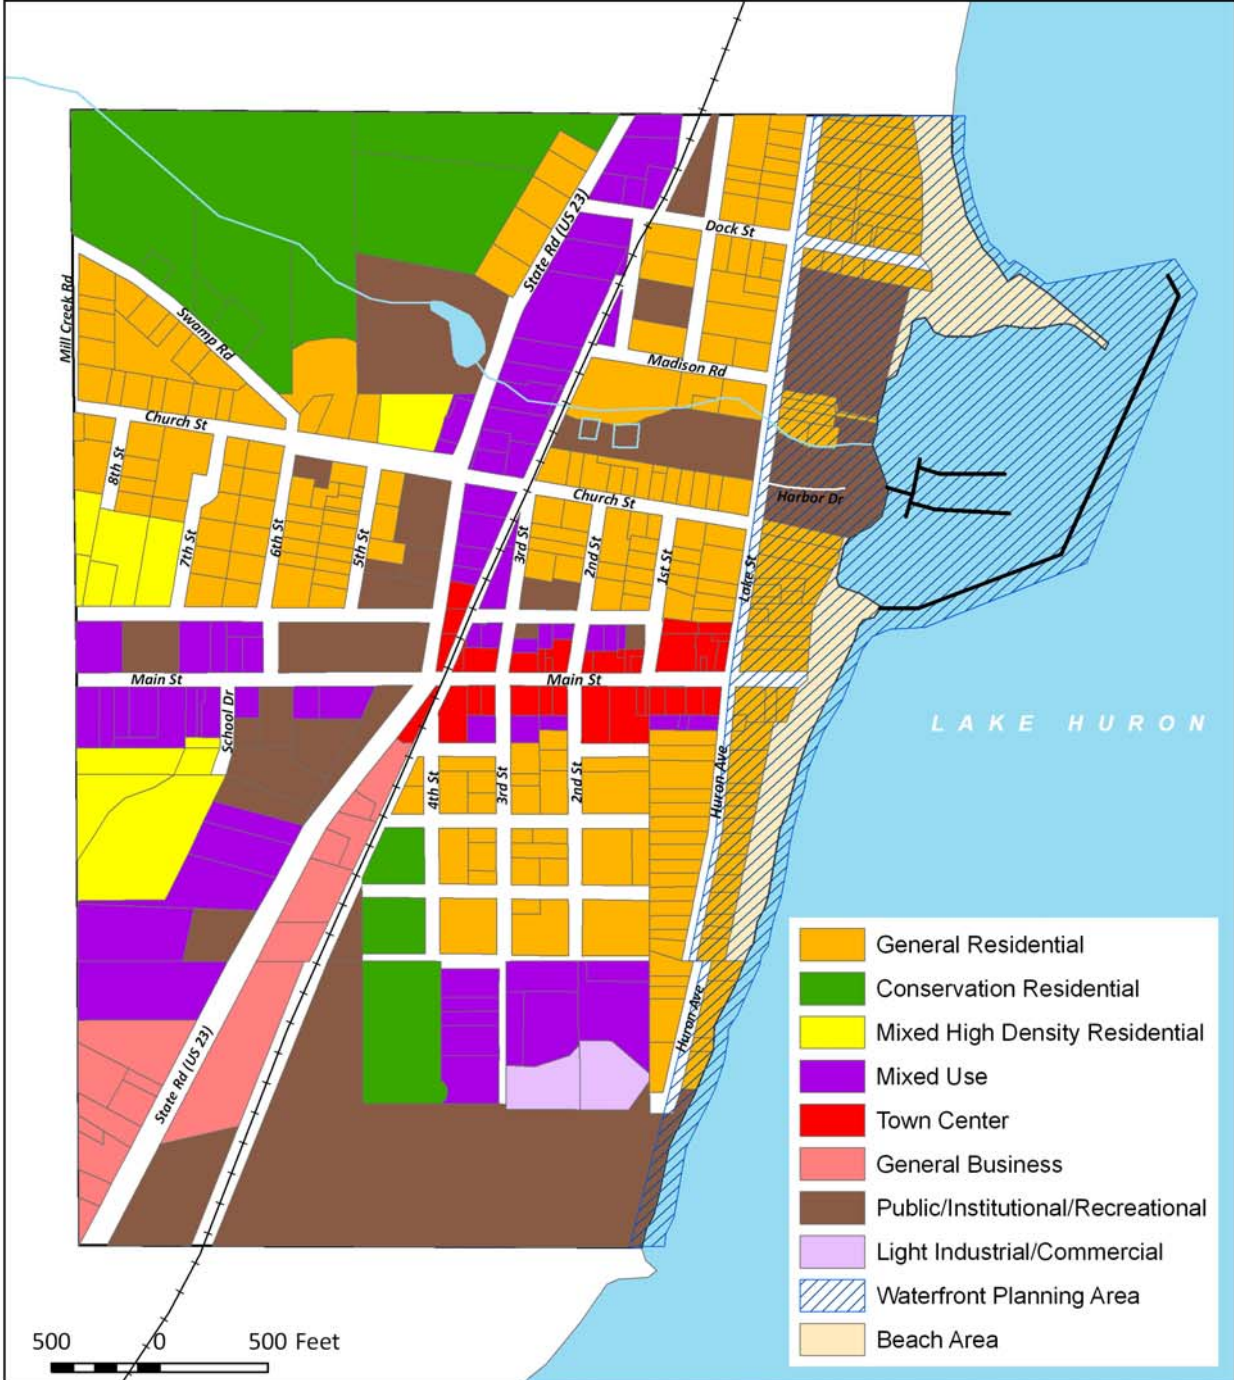 Dock St
State Rd (US 23)
Mill Creek Rd
Swamp Rd
Madison Rd
Church St
8th St
Church St
Harbor Dr
7th St
6th St
5th St
3rd St
2nd St
1st St
Lake St
Main St
Main St
School Dr
LAKE HURON
4th St
3rd St
2nd St
Huron Ave
Huron Ave
State Rd (US 23)
General Residential
Conservation Residential
Mixed High Density Residential
Mixed Use
Town Center
General Business
Public/Institutional/Recreational
Light Industrial/Commercial
Waterfront Planning Area
Beach Area
500 0 500 Feet